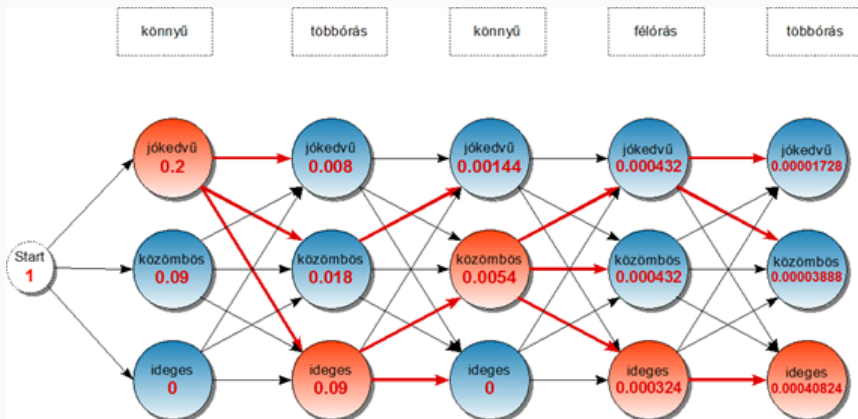 könnyű
többórás
könnyű
félórás
többórás
jókedvű
0.2
jókedvű
0.008
jókedvű
0.00144
jókedvű
0.000432
jókedvű
0.00001728
Start
1
közömbös
0.09
közömbös
0.018
közömbös
0.0054
közömbös
0.000432
közömbös
0.00003888
ideges
0
ideges
0.09
ideges
0
ideges
0.000324
ideges
0.00040824